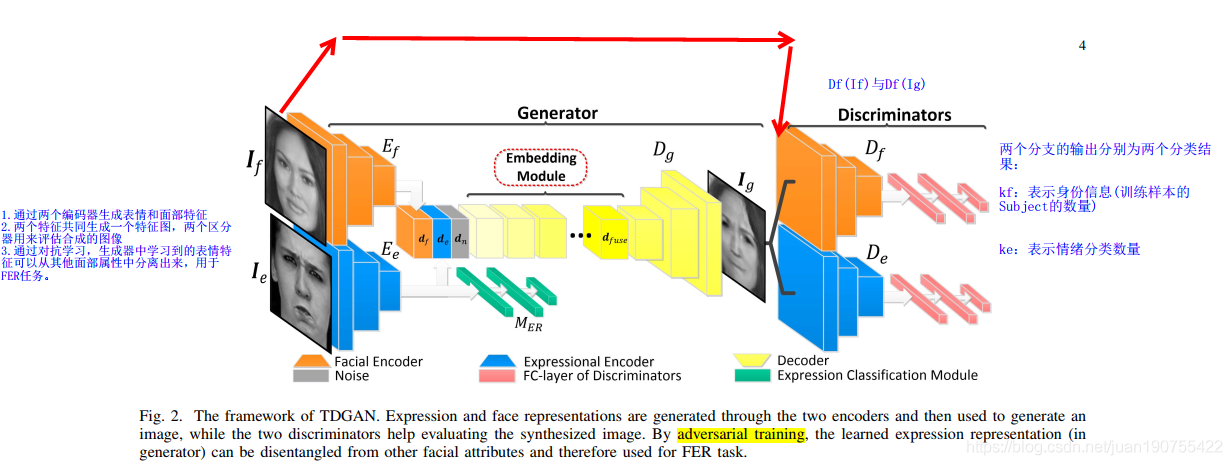 4
Df(If)与Df(Ig)
Generator
Discriminators
I_f
E_f
Embedding
Module
D_g
I_g
D_f
两个分支的输出分别为两个分类结
果:
kf: 表示身份信息(训练样本的
Subject的数量)
ke: 表示情绪分类数量
1.通过两个编码器生成表情和面部特征
2.两个特征共同生成一个特征图，两个区分
器用来评估合成的图像
3.通过对抗学习，生成器中学习到的表情特
征可以从其他面部属性中分离出来，用于
FER任务。
d_f d_e d_n
d_fuse
I_e
E_e
D_e
M_ER
Facial Encoder
Expressional Encoder
Decoder
Noise
FC-layer of Discriminators
Expression Classification Module
Fig. 2. The framework of TDGAN. Expression and face representations are generated through the two encoders and then used to generate an
image, while the two discriminators help evaluating the synthesized image. By adversarial training, the learned expression representation (in
generator) can be disentangled from other facial attributes and therefore used for FER task.
https://blog.csdn.net/juan190755422